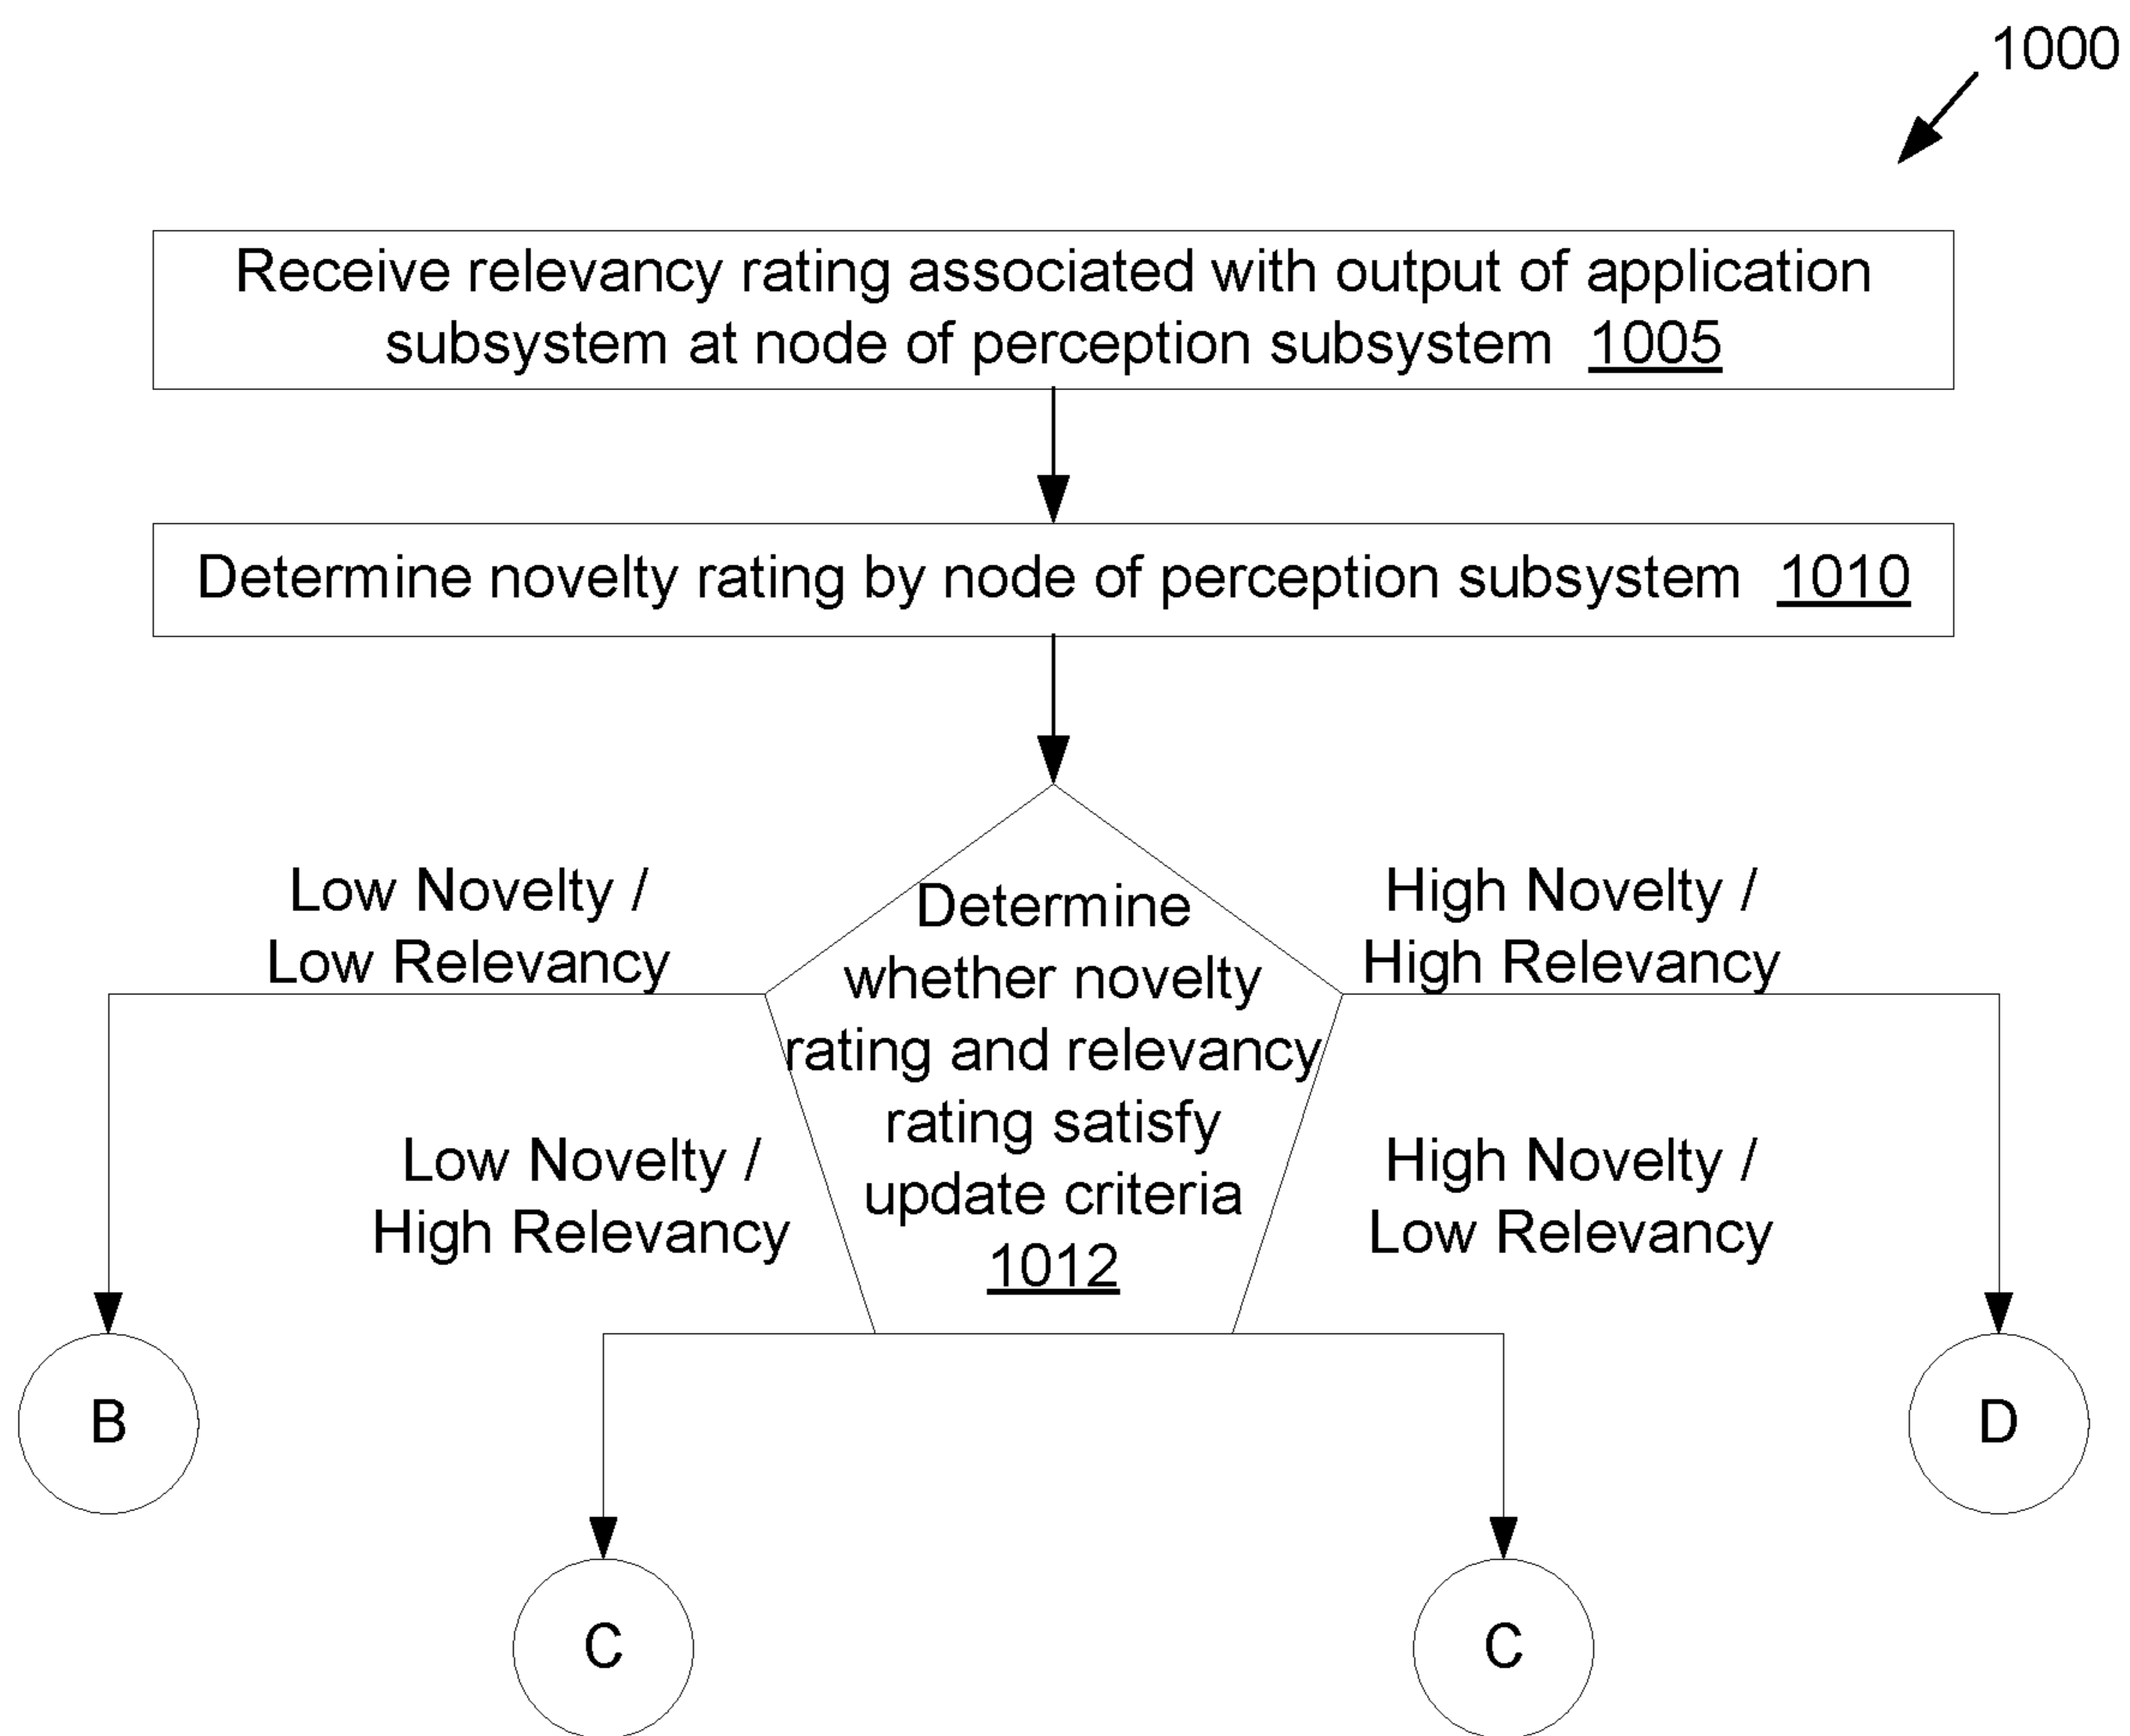 1000
Receive relevancy rating associated with output of application
subsystem at node of perception subsystem 1005
Determine novelty rating by node of perception subsystem 1010
Low Novelty /
Low Relevancy
High Novelty /
High Relevancy
Determine
whether novelty
rating and relevancy
rating satisfy
update criteria
1012
Low Novelty /
High Relevancy
High Novelty /
Low Relevancy
B
D
C
C